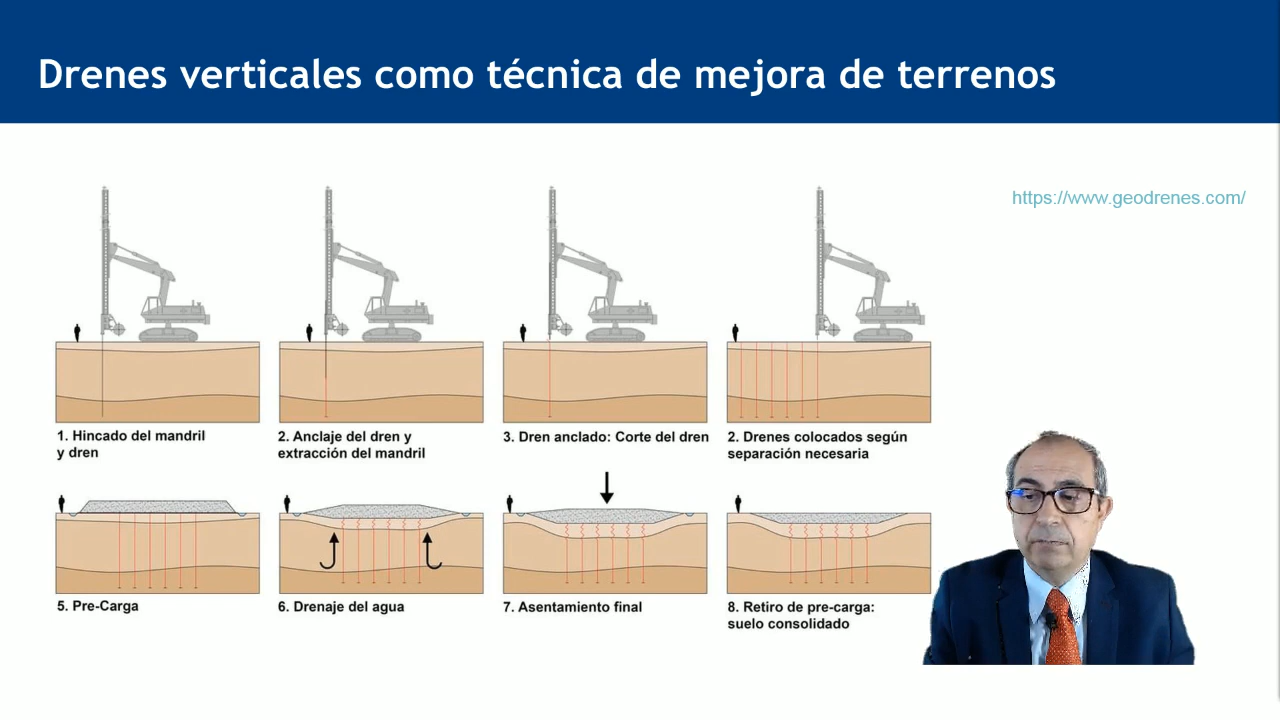 Drenes verticales como técnica de mejora de terrenos
https://www.geodrenes.com/
1. Hincado del mandril
y dren
2. Anclaje del dren y
extracción del mandril
3. Dren anclado: Corte del dren
2. Drenes colocados según
separación necesaria
5. Pre-Carga
6. Drenaje del agua
7. Asentamiento final
8. Retiro de pre-carga:
suelo consolidado